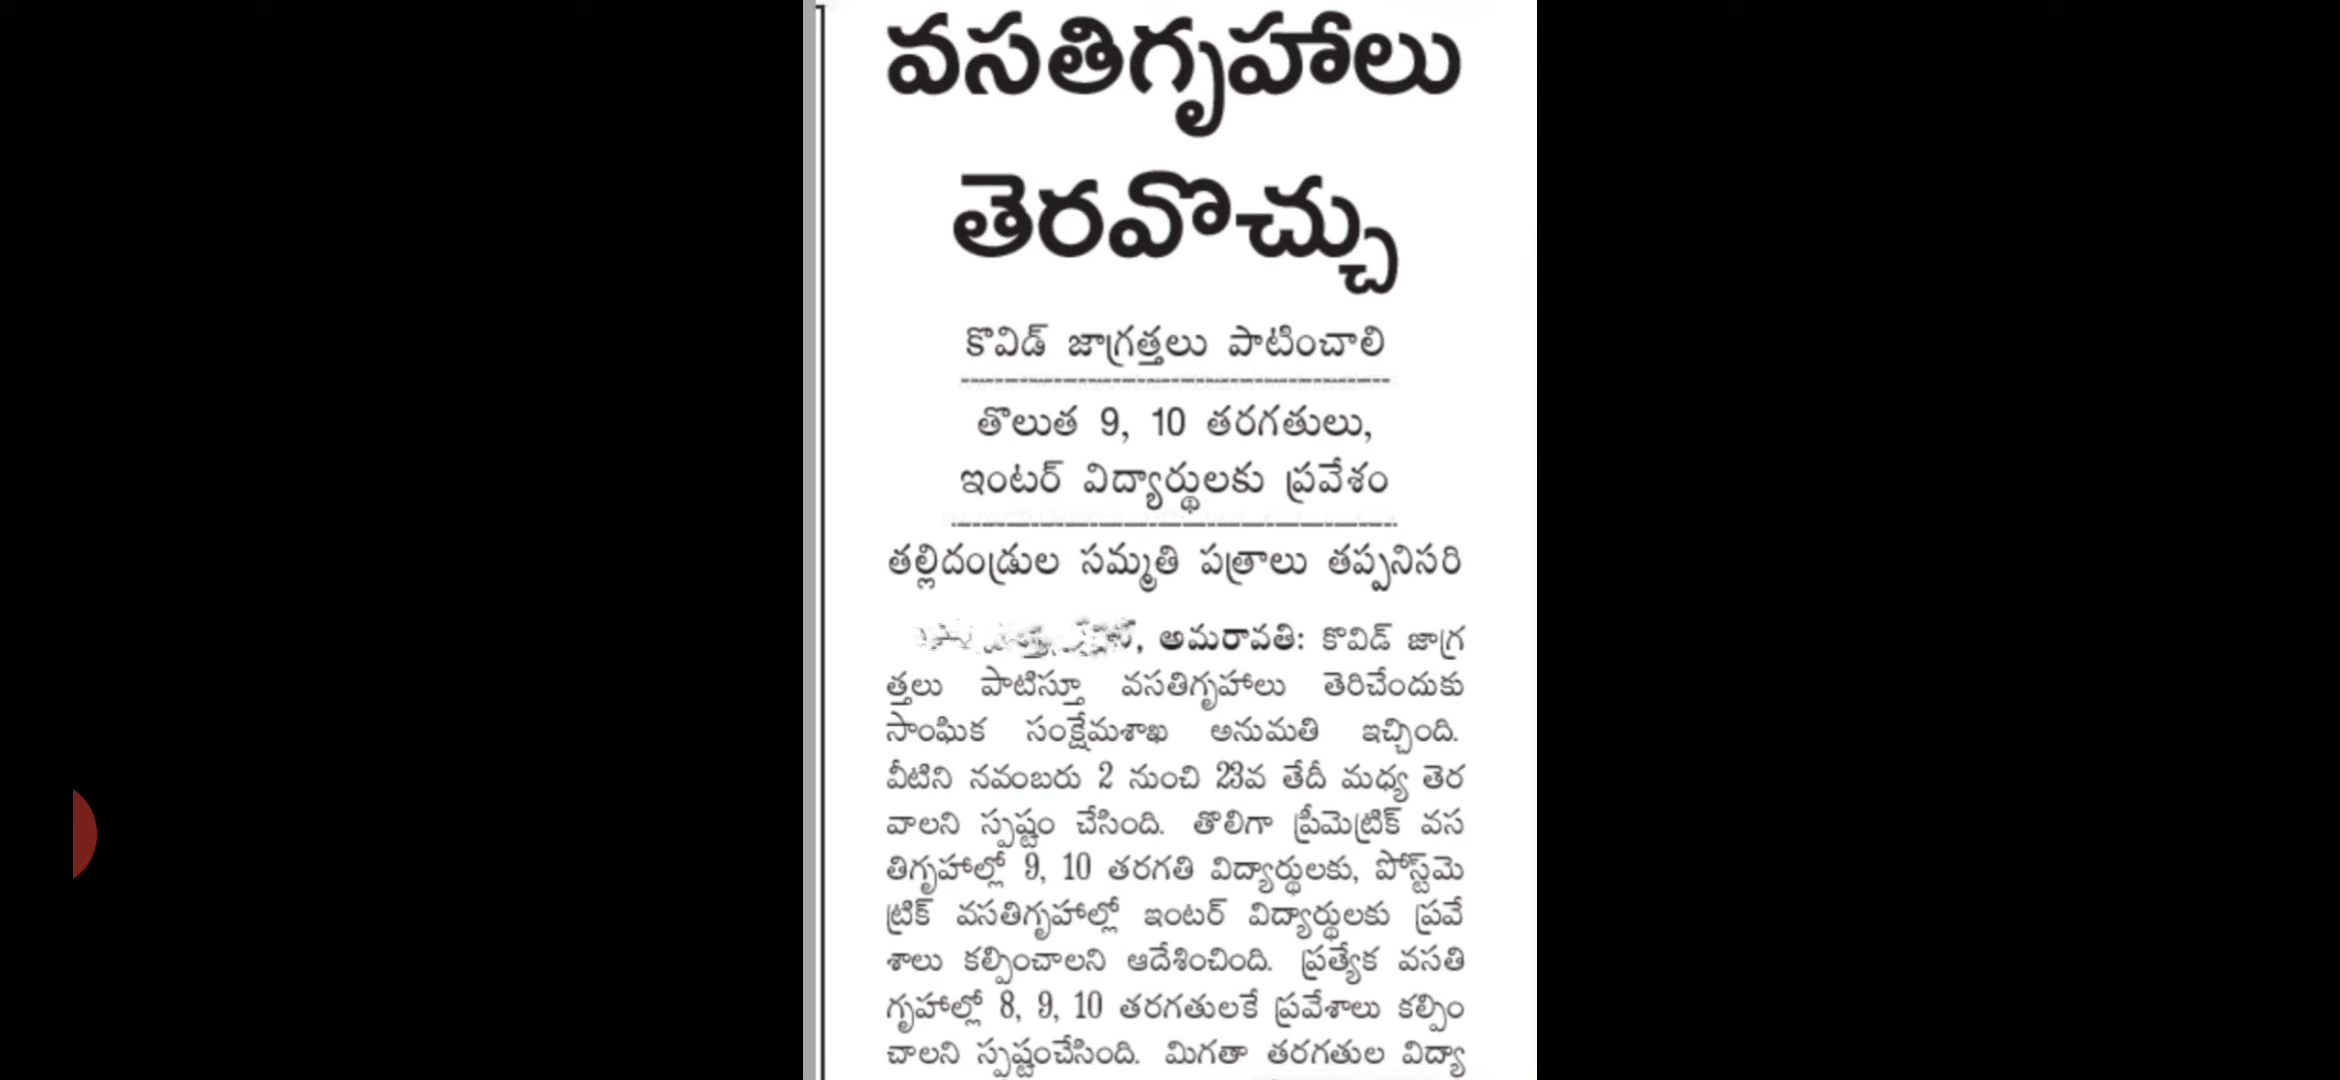 వసతిగృహాలు
తెరవొచ్చు
కొవిడ్ జాగ్రత్తలు పాటించాలి
తొలుత 9, 10 తరగతులు,
ఇంటర్ విద్యార్థులకు ప్రవేశం
తల్లిదండ్రుల సమ్మతి పత్రాలు తప్పనిసరి
అమరావతి: కొవిడ్ జాగ్ర
త్తలు పాటిస్తూ వసతిగృహాలు తెరిచేందుకు
సాంఘిక సంక్షేమశాఖ అనుమతి ఇచ్చింది.
వీటిని నవంబరు 2 నుంచి 23వ తేదీ మధ్య తెర
వాలని స్పష్టం చేసింది. తొలిగా ప్రీమెట్రిక్ వస
తిగృహాల్లో 9, 10 తరగతి విద్యార్థులకు, పోస్ట్‌మె
ట్రిక్ వసతిగృహాల్లో ఇంటర్ విద్యార్థులకు ప్రవే
శాలు కల్పించాలని ఆదేశించింది. ప్రత్యేక వసతి
గృహాల్లో 8, 9, 10 తరగతులకే ప్రవేశాలు కల్పిం
చాలని స్పష్టంచేసింది. మిగతా తరగతుల విద్యా